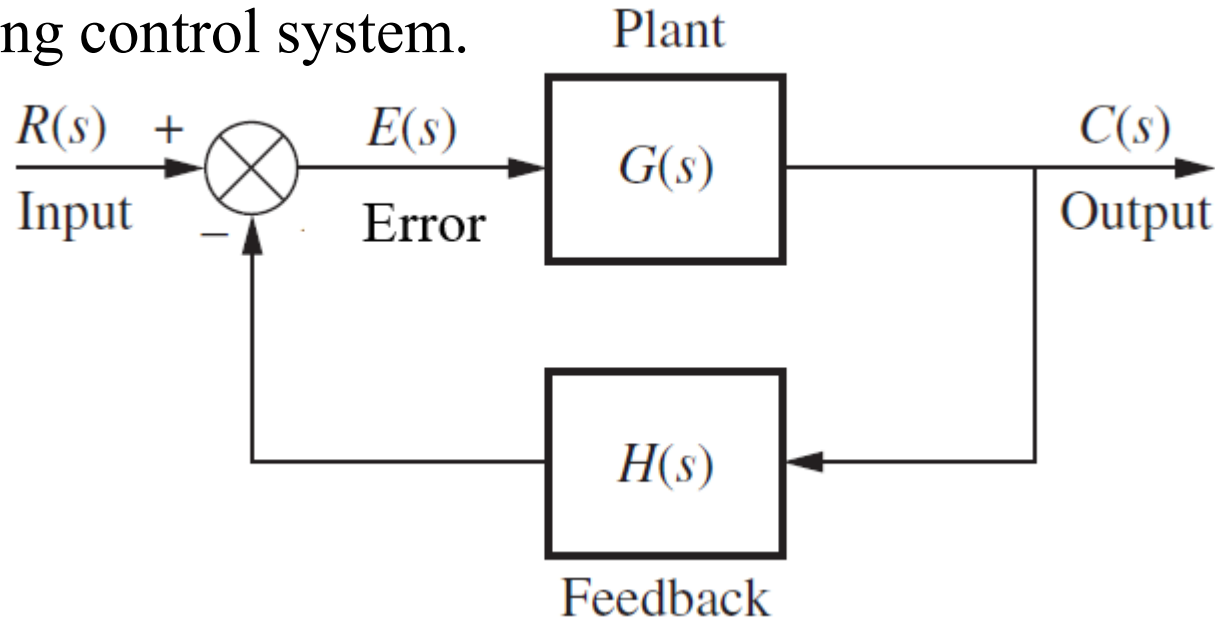 ng control system.
Plant
R(s) + E(s) G(s) C(s)
Input − Error Output
H(s)
Feedback